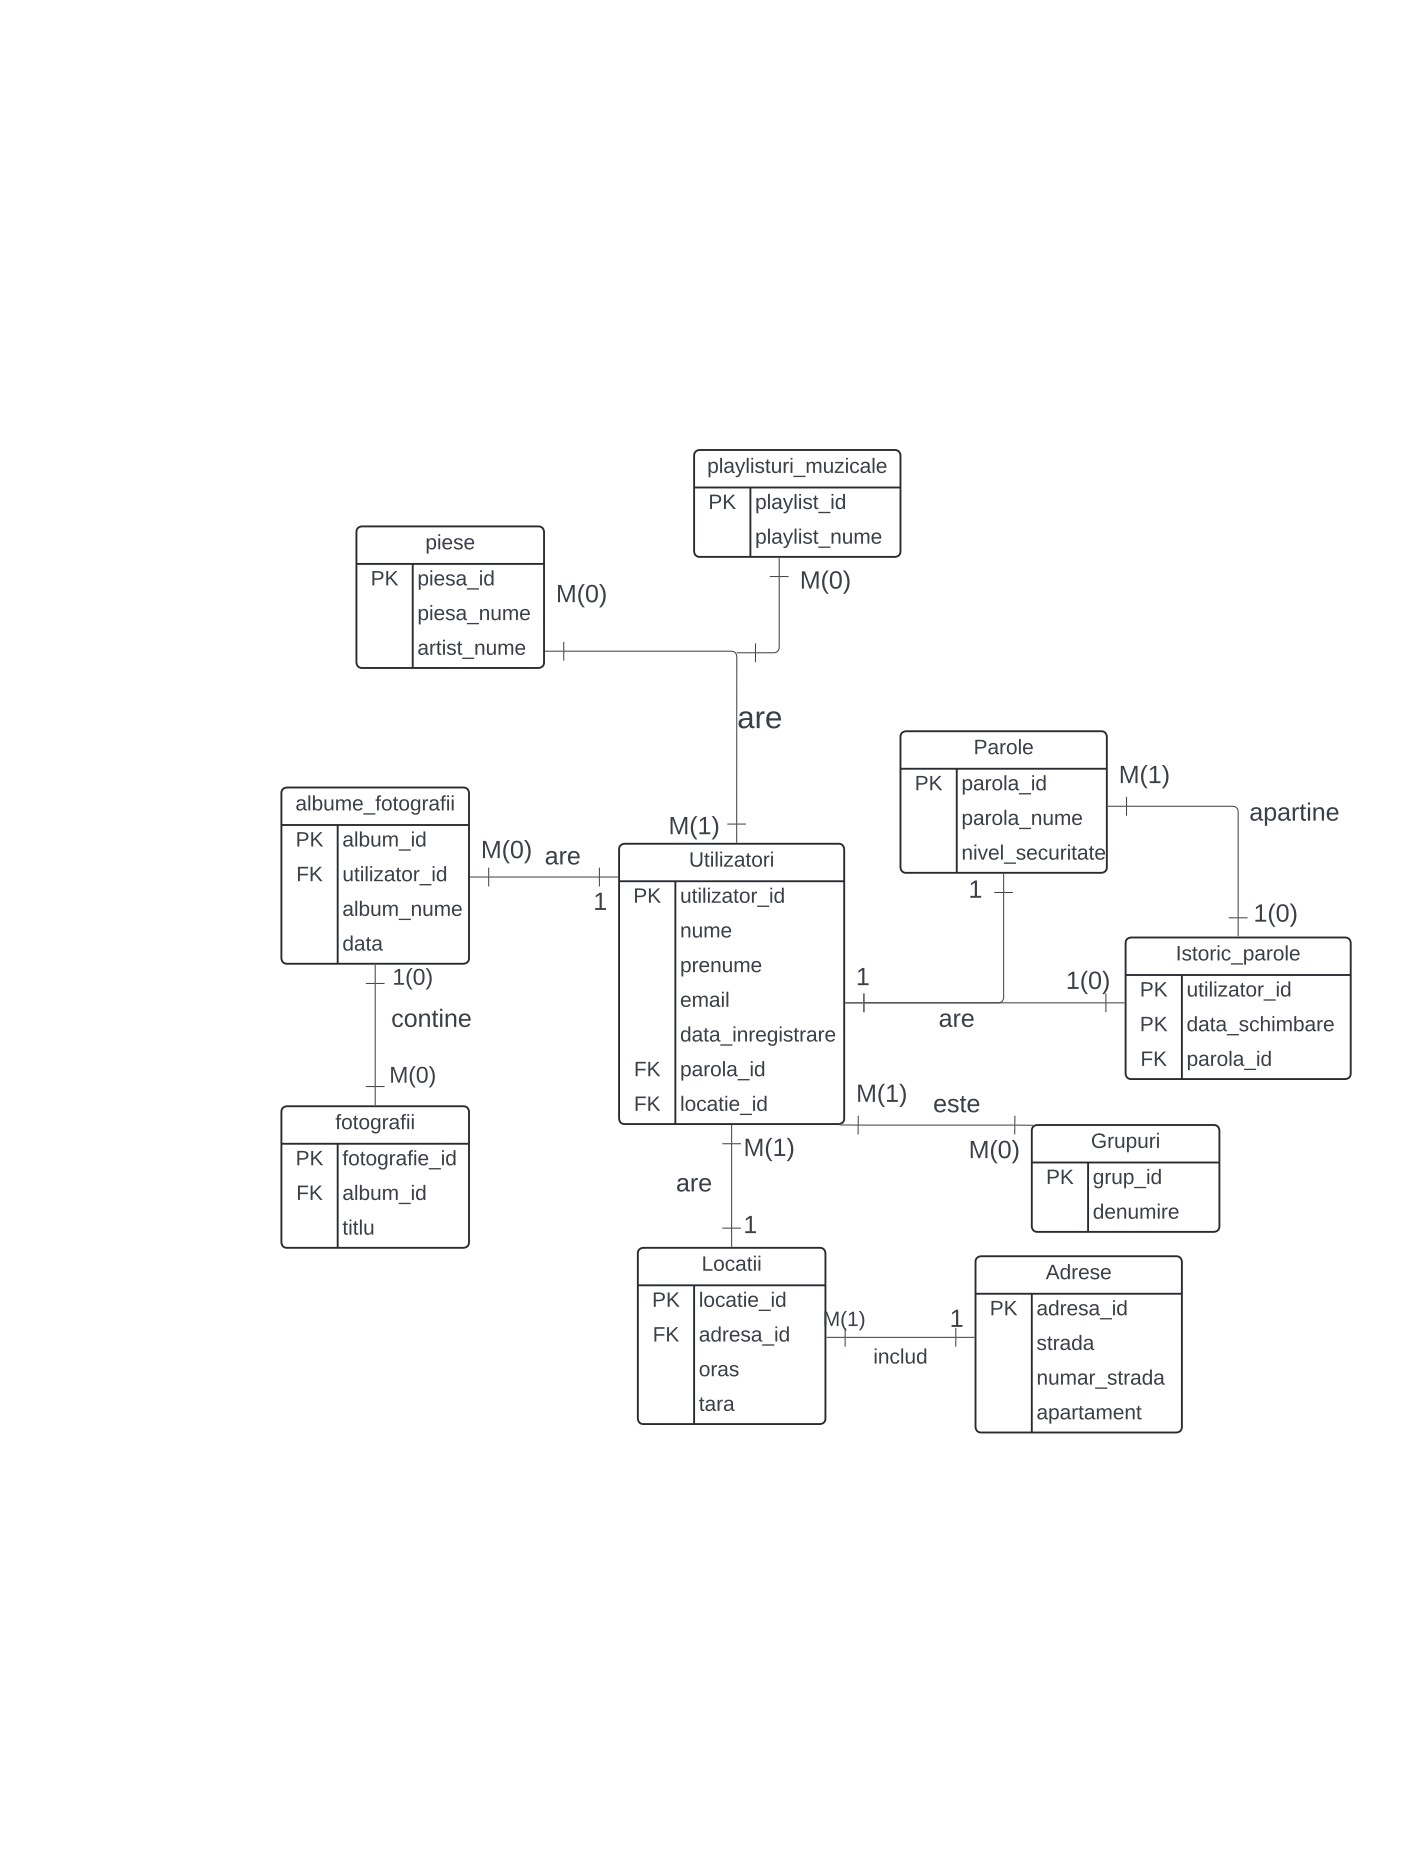 playlisturi_muzicale
PK playlist_id
playlist_nume
piese
PK piesa_id
piesa_nume
artist_nume
M(0)
M(0)
are
M(1)
Parole
PK parola_id
parola_nume
nivel_securitate
M(1)
apartine
1
1(0)
albume_fotografii
PK album_id
FK utilizator_id
album_nume
data
M(0) are
1
Utilizatori
PK utilizator_id
nume
prenume
email
data_inregistrare
FK parola_id
FK locatie_id
1
1(0)
are
Istoric_parole
PK utilizator_id
PK data_schimbare
FK parola_id
1(0)
contine
M(0)
fotografii
PK fotografie_id
FK album_id
titlu
M(1) este
M(0)
Grupuri
PK grup_id
denumire
M(1)
are
1
Locatii
PK locatie_id
FK adresa_id
oras
tara
M(1)
1
includ
Adrese
PK adresa_id
strada
numar_strada
apartament